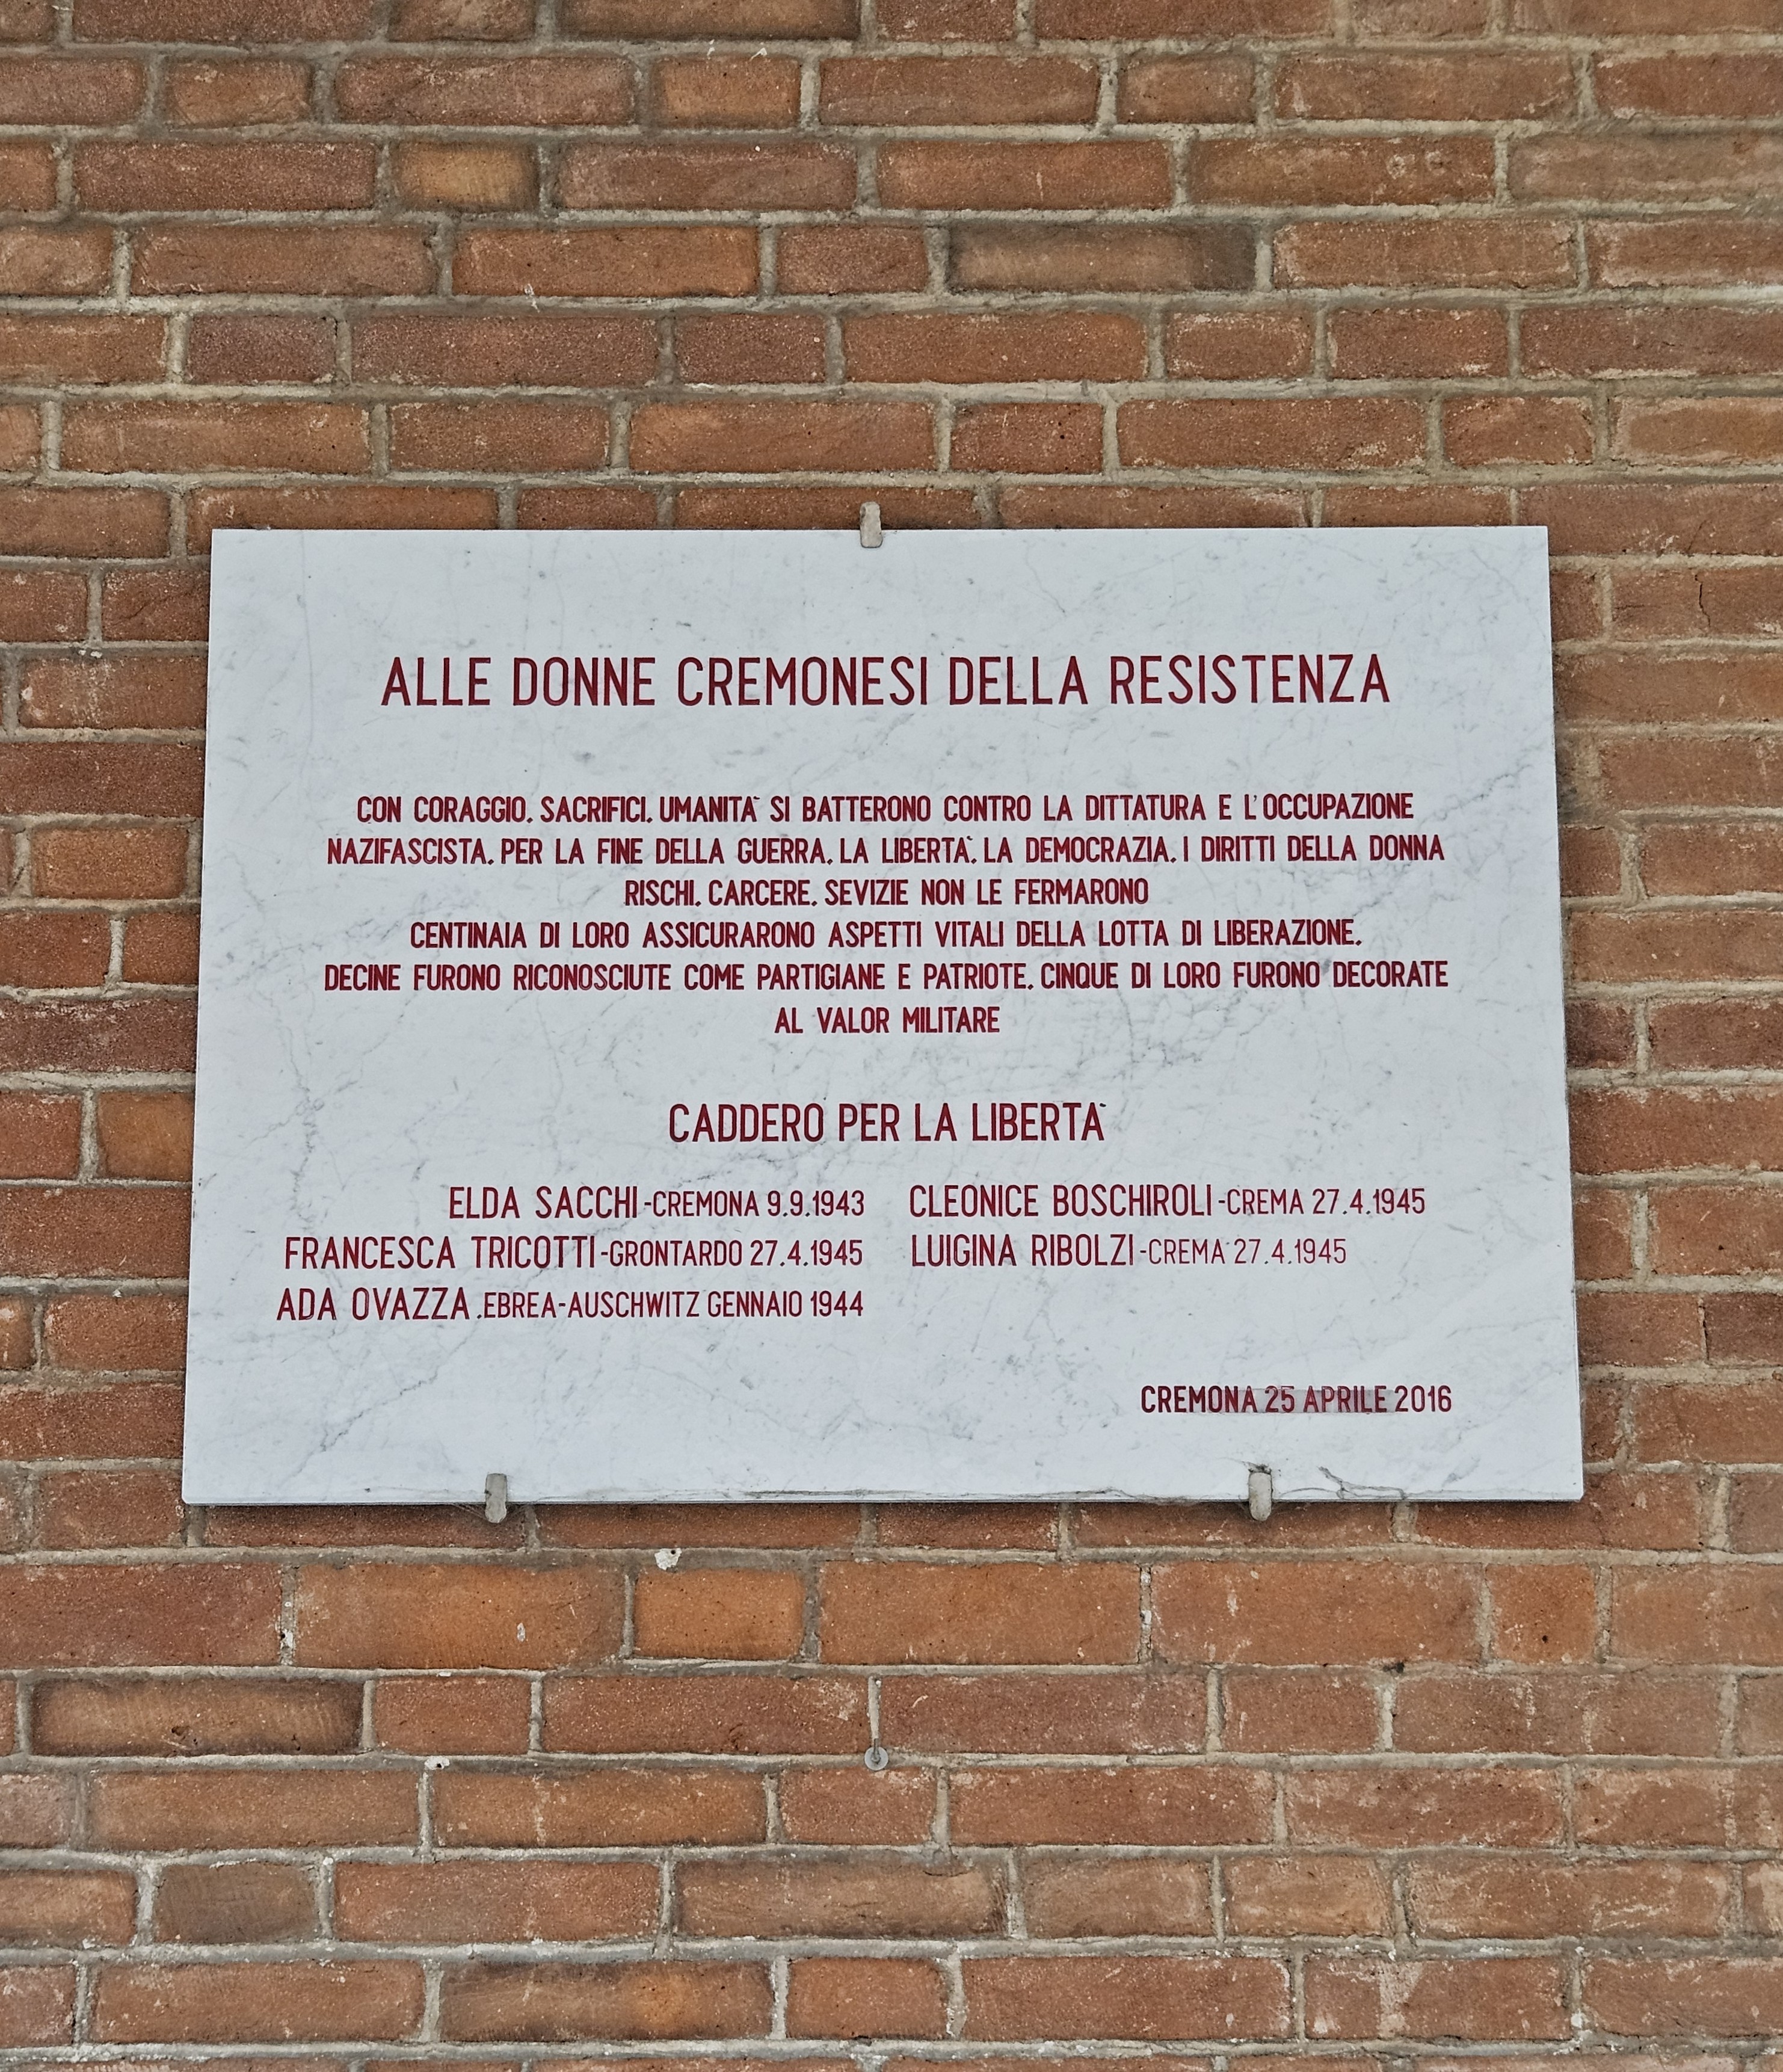 ALLE DONNE CREMONESI DELLA RESISTENZA
CON CORAGGIO, SACRIFICI, UMANITA` SI BATTERONO CONTRO LA DITTATURA E L'OCCUPAZIONE
NAZIFASCISTA, PER LA FINE DELLA GUERRA, LA LIBERTA`, LA DEMOCRAZIA, I DIRITTI DELLA DONNA
RISCHI, CARCERE, SEVIZIE NON LE FERMARONO
CENTINAIA DI LORO ASSICURARONO ASPETTI VITALI DELLA LOTTA DI LIBERAZIONE,
DECINE FURONO RICONOSCIUTE COME PARTIGIANE E PATRIOTE, CINQUE DI LORO FURONO DECORATE
AL VALOR MILITARE
CADDERO PER LA LIBERTA`
ELDA SACCHI-CREMONA 9.9.1943
FRANCESCA TRICOTTI-GRONTARDO 27.4.1945
ADA OVAZZA,EBREA-AUSCHWITZ GENNAIO 1944
CLEONICE BOSCHIROLI-CREMA 27.4.1945
LUIGINA RIBOLZI-CREMA 27.4.1945
CREMONA 25 APRILE 2016